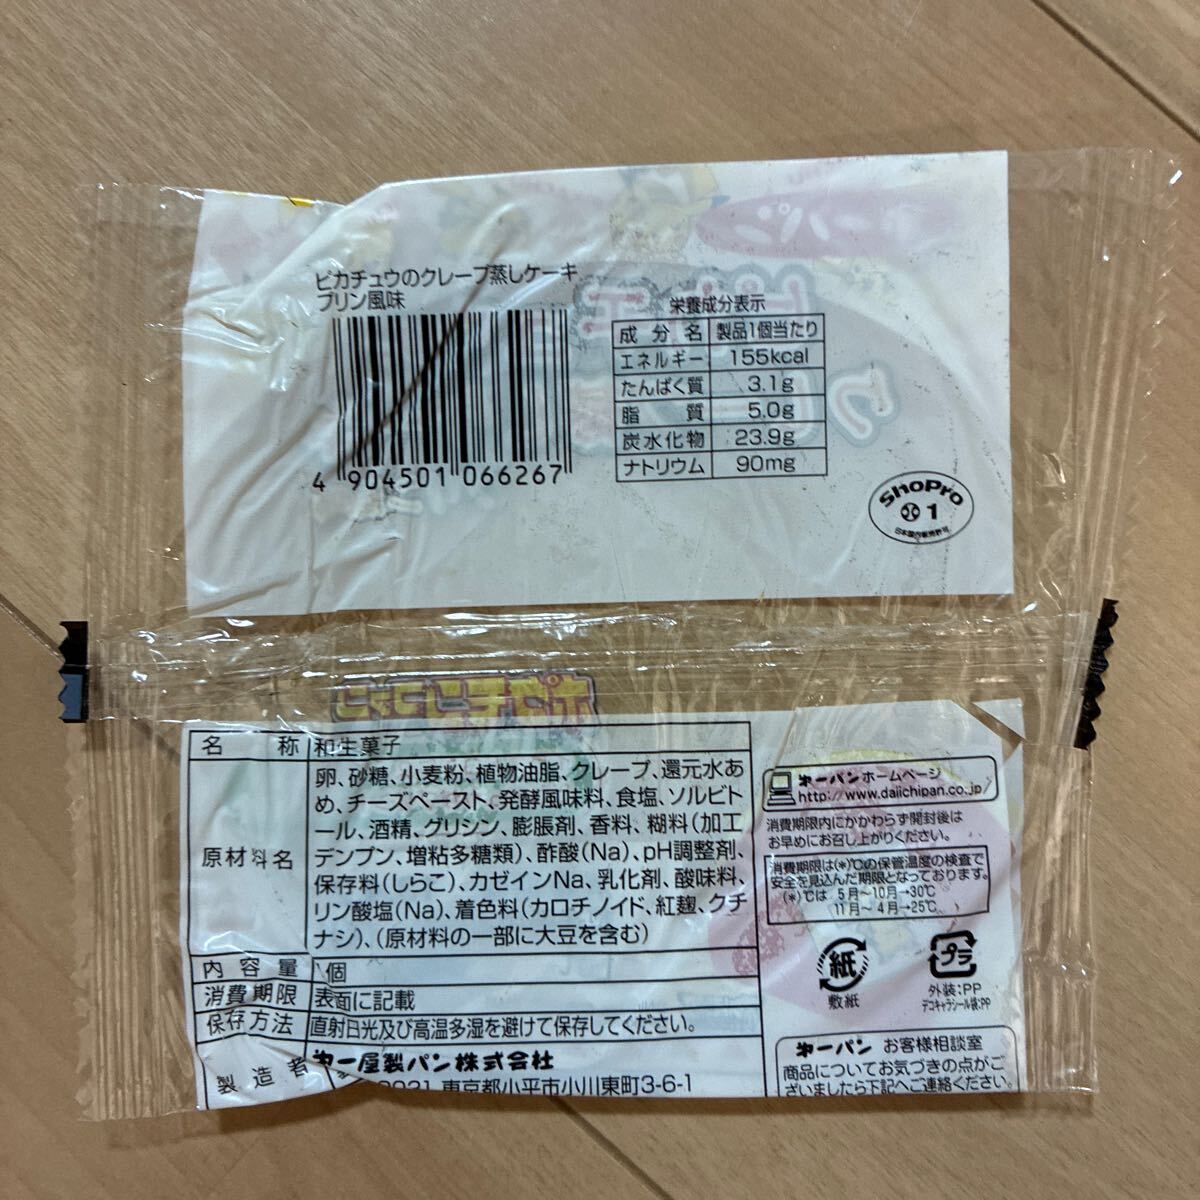 ピカチュウのクレープ蒸しケーキ
プリン風味
4 904501 066267
栄養成分表示
成分名 製品1個当たり
エネルギー 155kcal
たんぱく質 3.1g
脂質 5.0g
炭水化物 23.9g
ナトリウム 90mg
ShoPro
1
名称 和生菓子
原材料名 卵、砂糖、小麦粉、植物油脂、クレープ、還元水あ
め、チーズペースト、発酵風味料、食塩、ソルビト
ール、酒精、グリシン、膨脹剤、香料、糊料(加工
デンプン、増粘多糖類)、酢酸(Na)、pH調整剤、
保存料(しらこ)、カゼインNa、乳化剤、酸味料、
リン酸塩(Na)、着色料(カロチノイド、紅麹、クチ
ナシ)、(原材料の一部に大豆を含む)
内容量 1個
消費期限 表面に記載
保存方法 直射日光及び高温多湿を避けて保存してください。
製造者 第一屋製パン株式会社
東京都小平市小川東町3-6-1
第一パンホームページ
http://www.daiichipan.co.jp/
消費期限内にかかわらず開封後は
お早めにお召し上がりください。
消費期限は(*)℃の保管温度の検査で
安全を見込んだ期限となっております。
(*)℃は 5月〜10月→30℃
11月〜4月→25℃
紙
敷紙
プラ
外装:PP
デコキャラシール袋:PP
第一パン お客様相談室
商品についてお気づきの点がご
ざいましたら下記へご連絡ください。